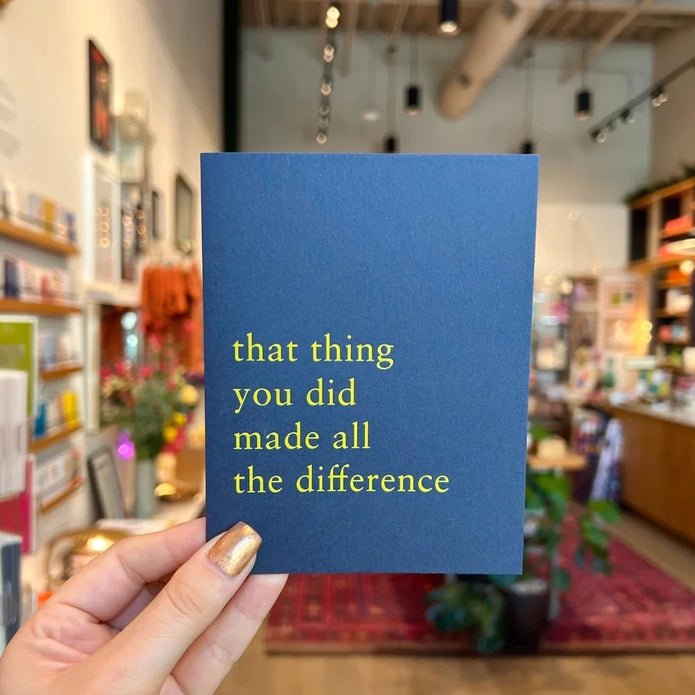 that thing
you did
made all
the difference